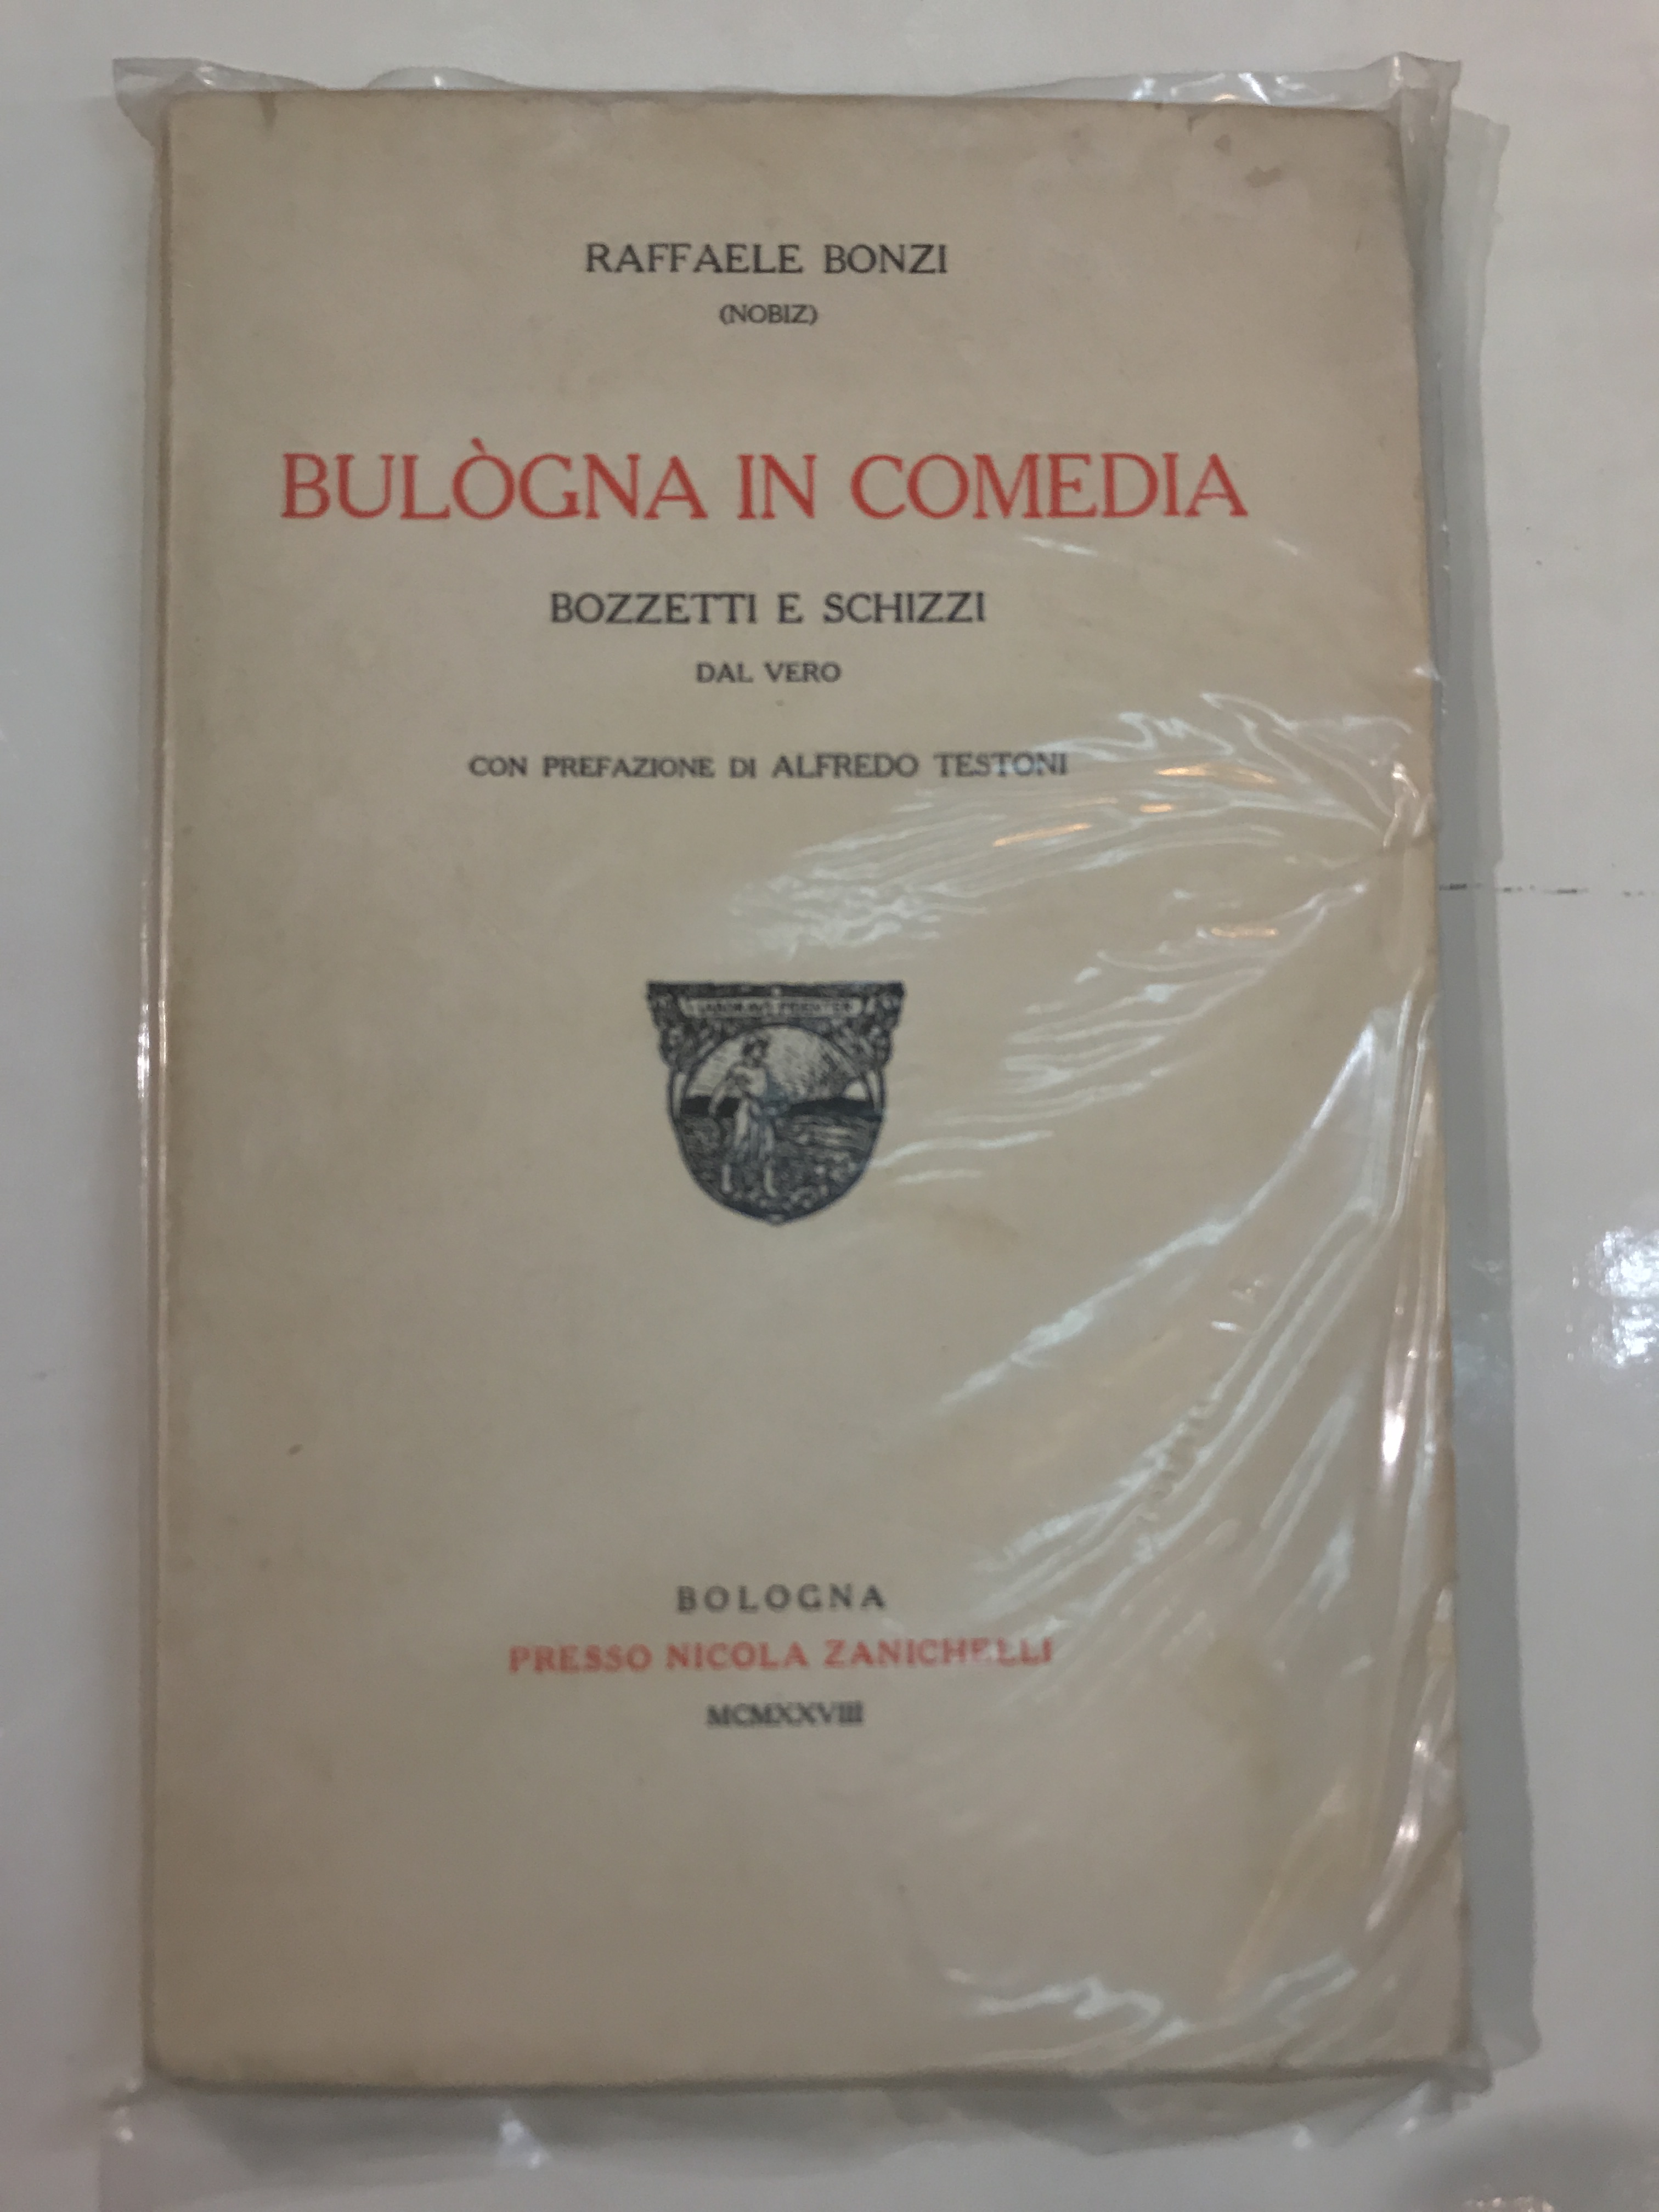 RAFFAELE BONZI
(NOBIZ)
BULÒGNA IN COMEDIA
BOZZETTI E SCHIZZI
DAL VERO
CON PREFAZIONE DI ALFREDO TESTONI
BOLOGNA
PRESSO NICOLA ZANICHELLI
MCMXXVIII